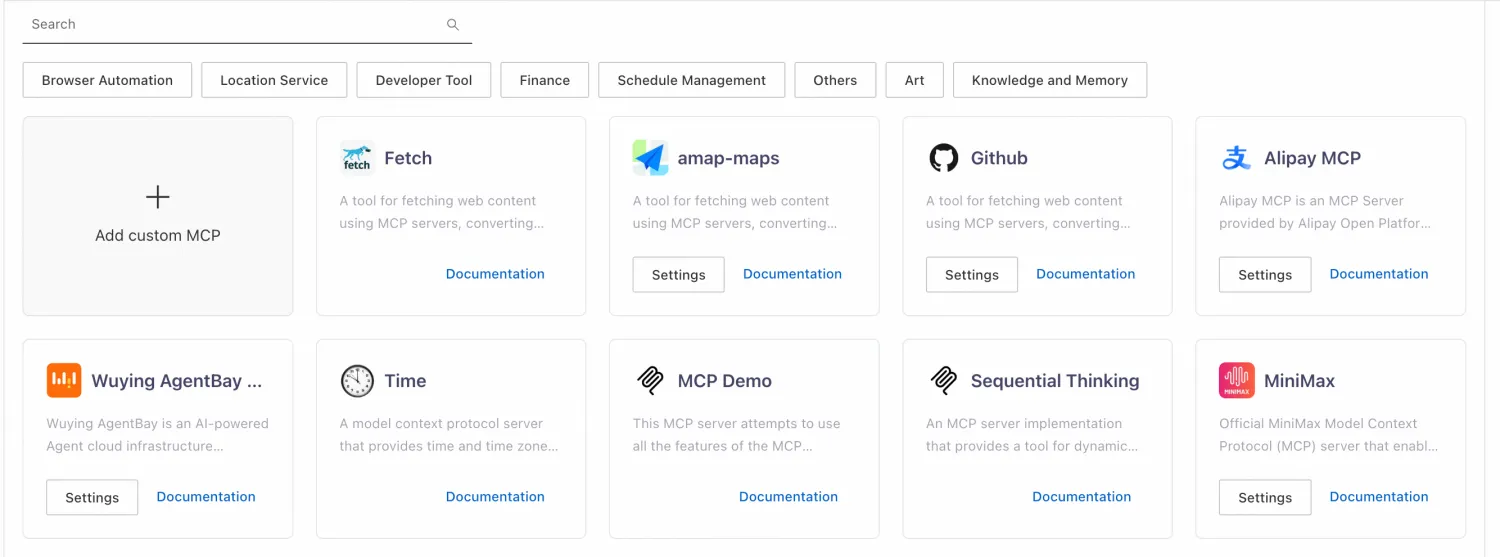 Search
Browser Automation
Location Service
Developer Tool
Finance
Schedule Management
Others
Art
Knowledge and Memory
Add custom MCP
fetch
Fetch
A tool for fetching web content
using MCP servers, converting...
Documentation
amap-maps
A tool for fetching web content
using MCP servers, converting...
Settings
Documentation
Github
A tool for fetching web content
using MCP servers, converting...
Settings
Documentation
支
Alipay MCP
Alipay MCP is an MCP Server
provided by Alipay Open Platfor...
Settings
Documentation
Wuying AgentBay ...
Wuying AgentBay is an AI-powered
Agent cloud infrastructure...
Settings
Documentation
Time
A model context protocol server
that provides time and time zone...
Documentation
MCP Demo
This MCP server attempts to use
all the features of the MCP...
Documentation
Sequential Thinking
An MCP server implementation
that provides a tool for dynamic...
Documentation
MINIMAX
MiniMax
Official MiniMax Model Context
Protocol (MCP) server that enabl...
Settings
Documentation